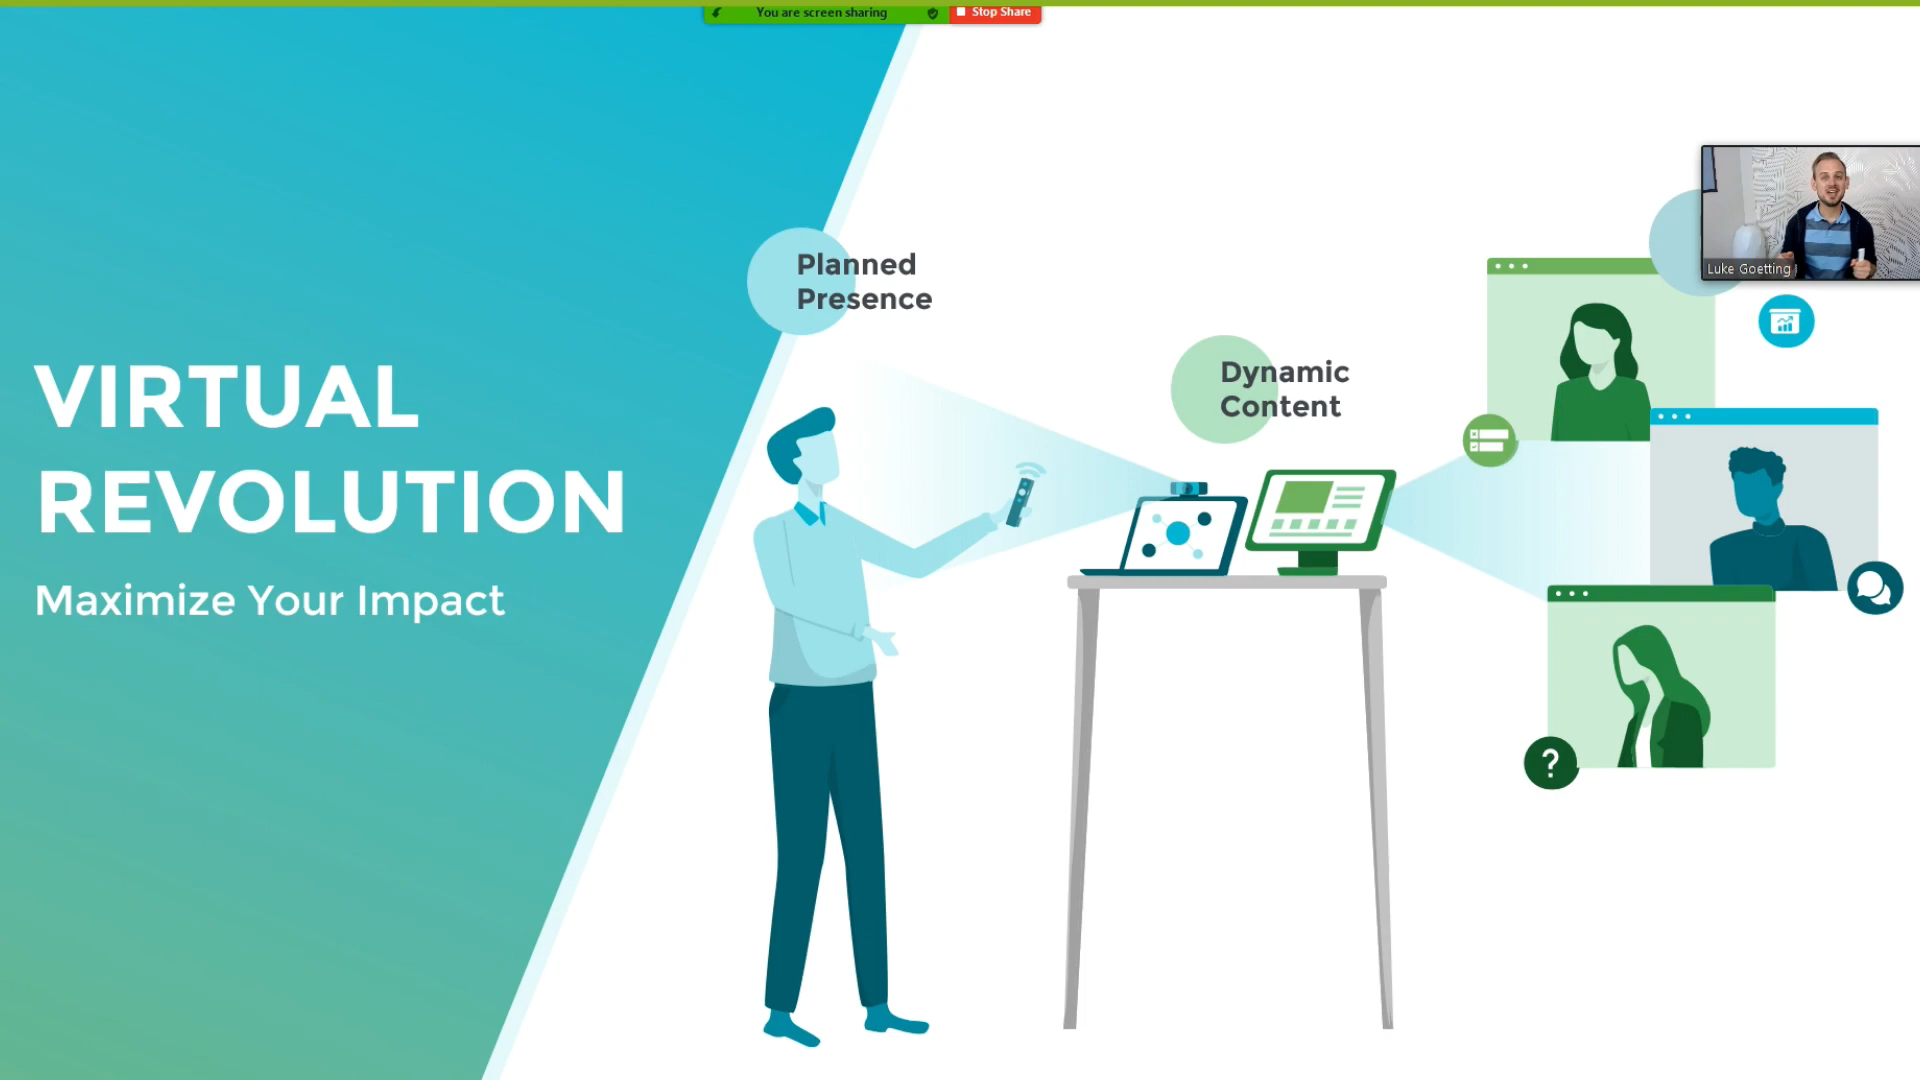 You are screen sharing
Stop Share
Planned
Presence
Luke Goetting
Dynamic
Content
VIRTUAL
REVOLUTION
Maximize Your Impact
?